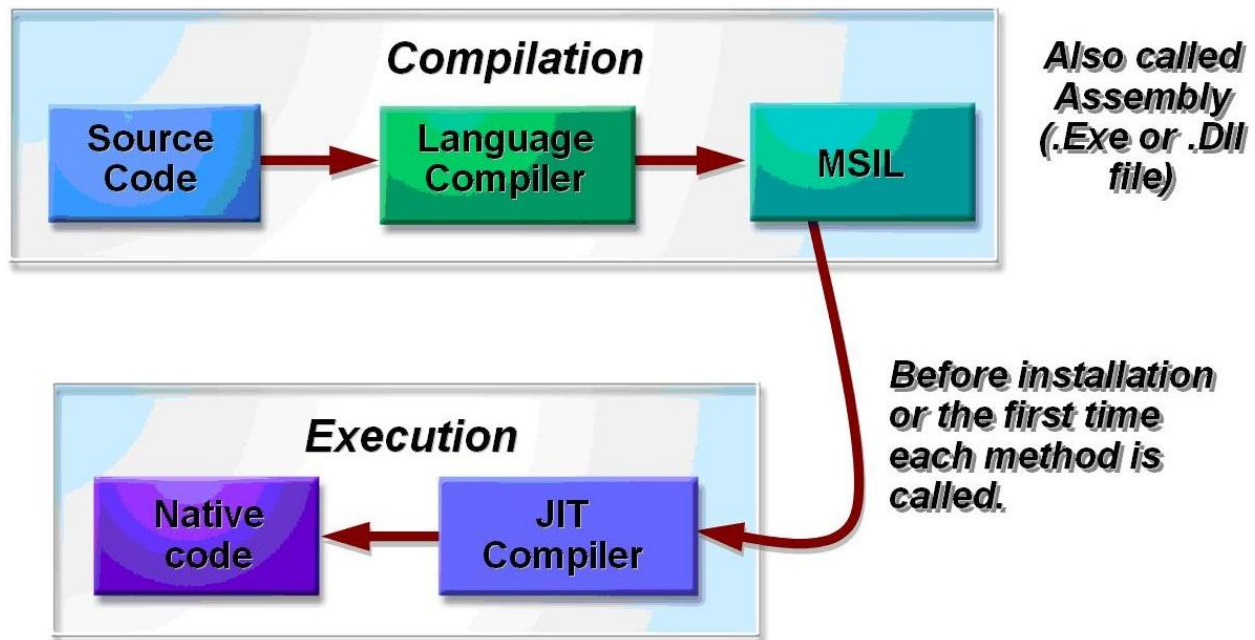 Compilation
Source
Code
Language
Compiler
MSIL
Also called
Assembly
(.Exe or .Dll
file)
Before installation
or the first time
each method is
called.
Execution
Native
code
JIT
Compiler